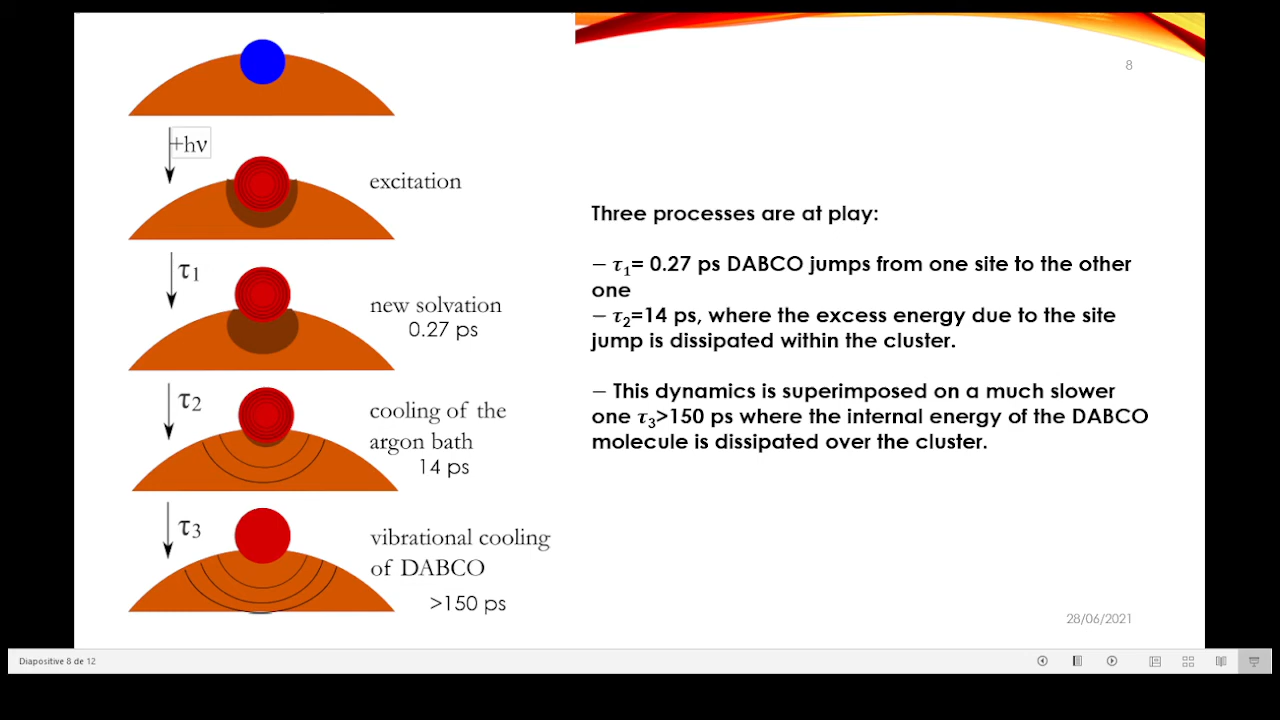 8
+hν
excitation
τ1
new solvation
0.27 ps
τ2
cooling of the
argon bath
14 ps
τ3
vibrational cooling
of DABCO
>150 ps
Three processes are at play:
– τ1= 0.27 ps DABCO jumps from one site to the other
one
– τ2=14 ps, where the excess energy due to the site
jump is dissipated within the cluster.
– This dynamics is superimposed on a much slower
one τ3>150 ps where the internal energy of the DABCO
molecule is dissipated over the cluster.
28/06/2021
Diapositive 8 de 12